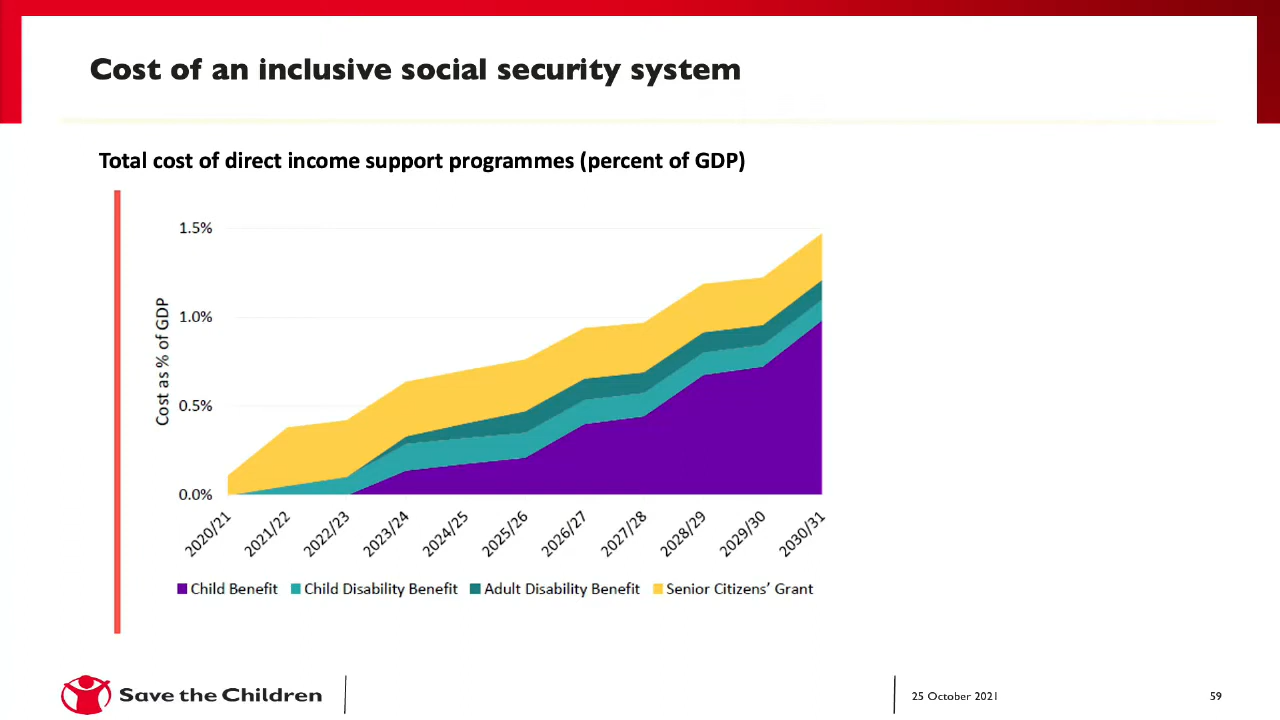 Cost of an inclusive social security system
Total cost of direct income support programmes (percent of GDP)
Cost as % of GDP
1.5%
1.0%
0.5%
0.0%
2020/21 2021/22 2022/23 2023/24 2024/25 2025/26 2026/27 2027/28 2028/29 2029/30 2030/31
Child Benefit Child Disability Benefit Adult Disability Benefit Senior Citizens' Grant
Save the Children 25 October 2021 59